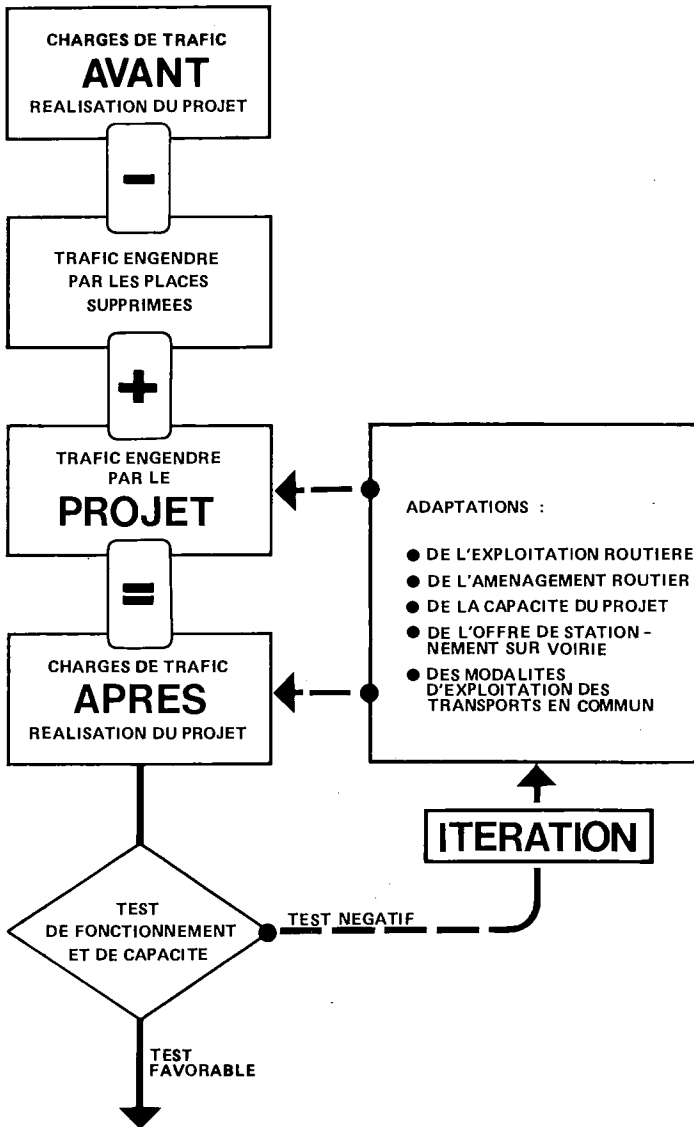 CHARGES DE TRAFIC
AVANT
REALISATION DU PROJET
-
TRAFIC ENGENDRE
PAR LES PLACES
SUPPRIMEES
+
TRAFIC ENGENDRE
PAR LE
PROJET
=
CHARGES DE TRAFIC
APRES
REALISATION DU PROJET
ADAPTATIONS :
● DE L'EXPLOITATION ROUTIERE
● DE L'AMENAGEMENT ROUTIER
● DE LA CAPACITE DU PROJET
● DE L'OFFRE DE STATION -
NEMENT SUR VOIRIE
● DES MODALITES
D'EXPLOITATION DES
TRANSPORTS EN COMMUN
ITERATION
TEST
DE FONCTIONNEMENT
ET DE CAPACITE
TEST NEGATIF
TEST
FAVORABLE